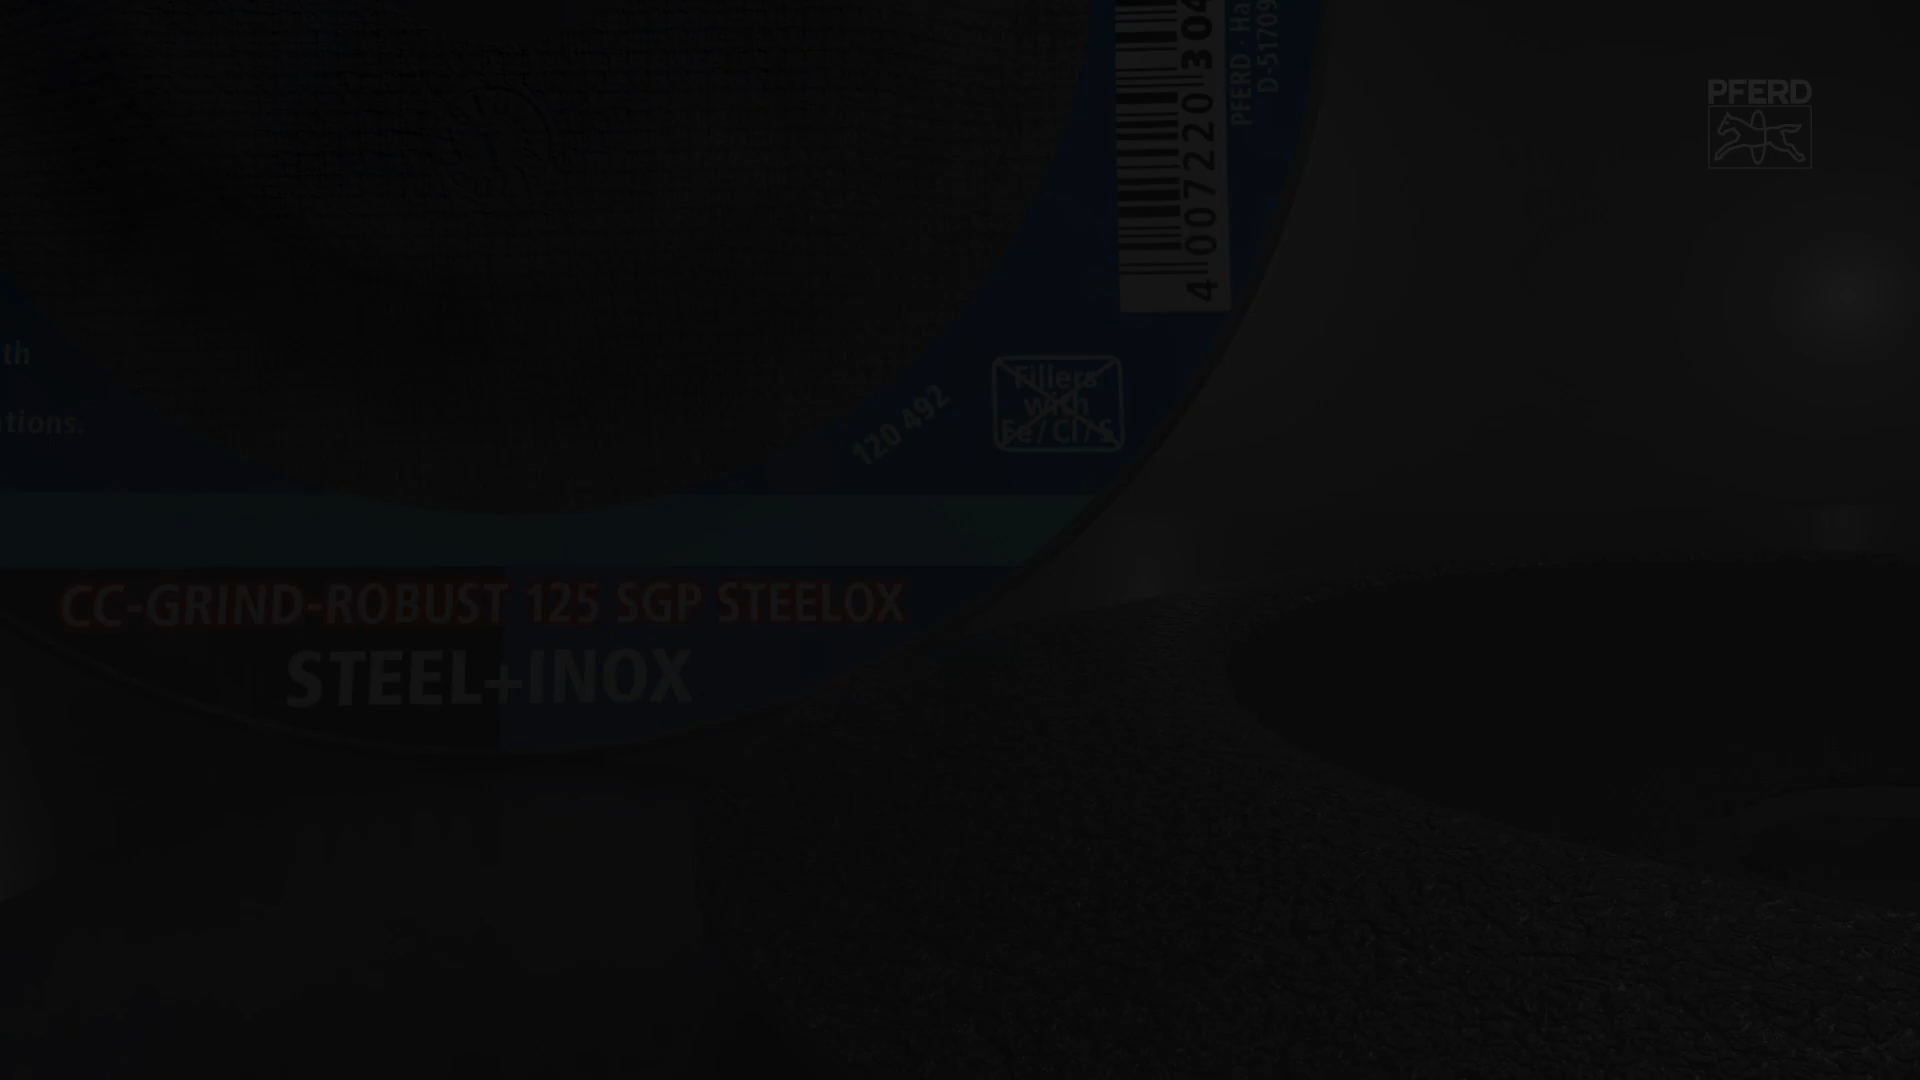 PFERD
4 007220 304
PFERD · Ha
D-51709
th
tions.
120 492
Fillers
with
Fe/Cl/S
CC-GRIND-ROBUST 125 SGP STEELOX
STEEL+INOX